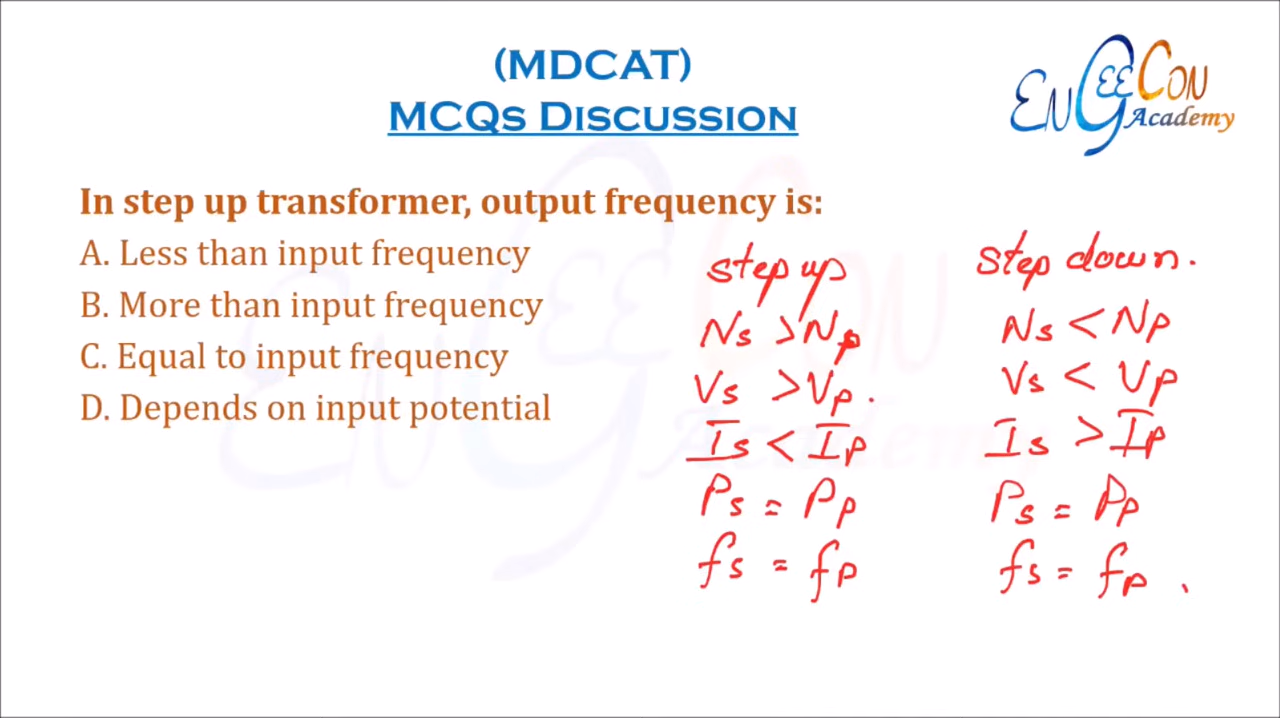 (MDCAT)
MCQs Discussion
EnGeeCon
Academy
In step up transformer, output frequency is:
A. Less than input frequency
B. More than input frequency
C. Equal to input frequency
D. Depends on input potential
step up
Ns > Np
Vs > Vp.
Is < Ip
Ps = Pp
fs = fp
step down.
Ns < Np
Vs < Vp
Is > Ip
Ps = Pp
fs = fp.